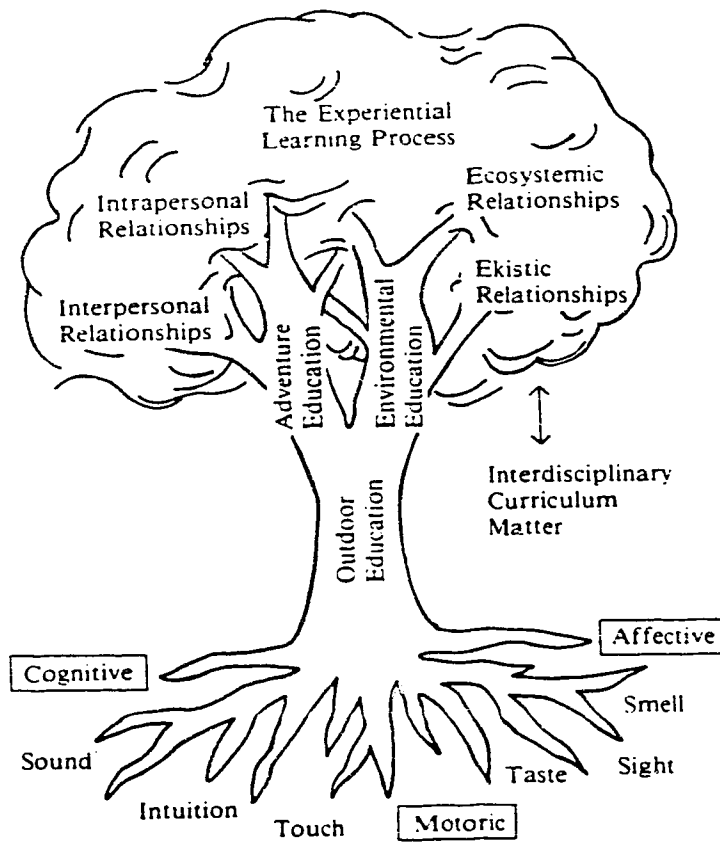 The Experiential
Learning Process
Intrapersonal
Relationships
Ecosystemic
Relationships
Interpersonal
Relationships
Ekistic
Relationships
Adventure
Education
Environmental
Education
Interdisciplinary
Curriculum
Matter
Outdoor
Education
Cognitive
Affective
Smell
Sound
Sight
Taste
Intuition
Touch
Motoric